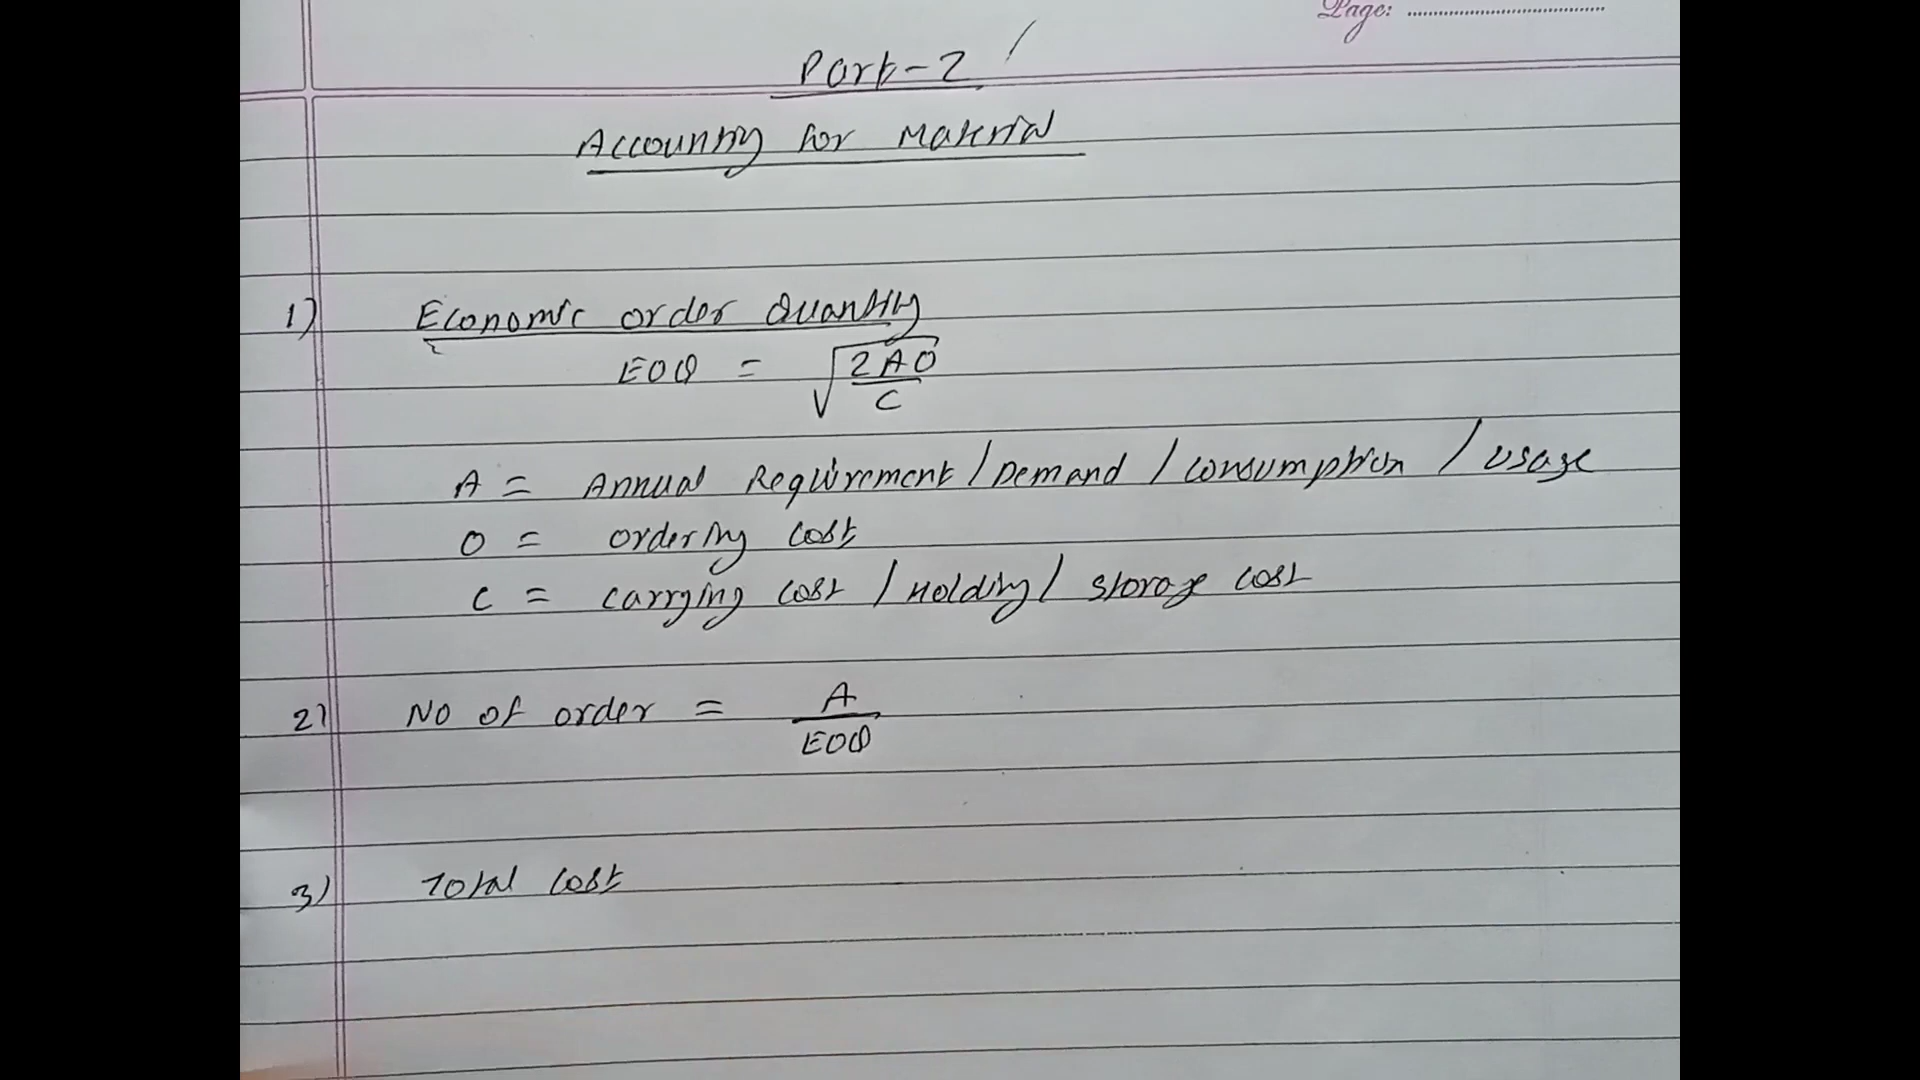 Page: ..............................
Part-2
Accounting for Material
1) Economic order Quantity
EOQ = √(2AO/C)
A = Annual Requirement / Demand / consumption / usage
O = ordering cost
C = carrying cost / Holding / storage cost
2) No of order = A/EOQ
3) Total cost